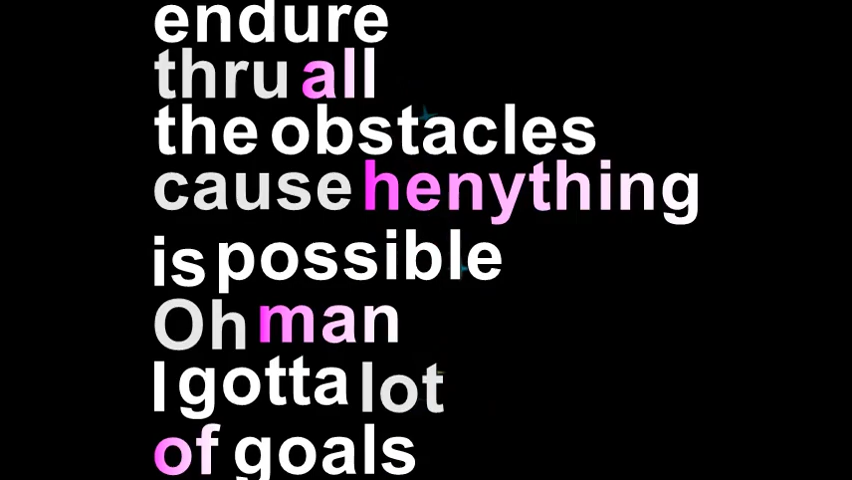 endure
thru all
the obstacles
cause henything
is possible
Oh man
I gotta lot
of goals